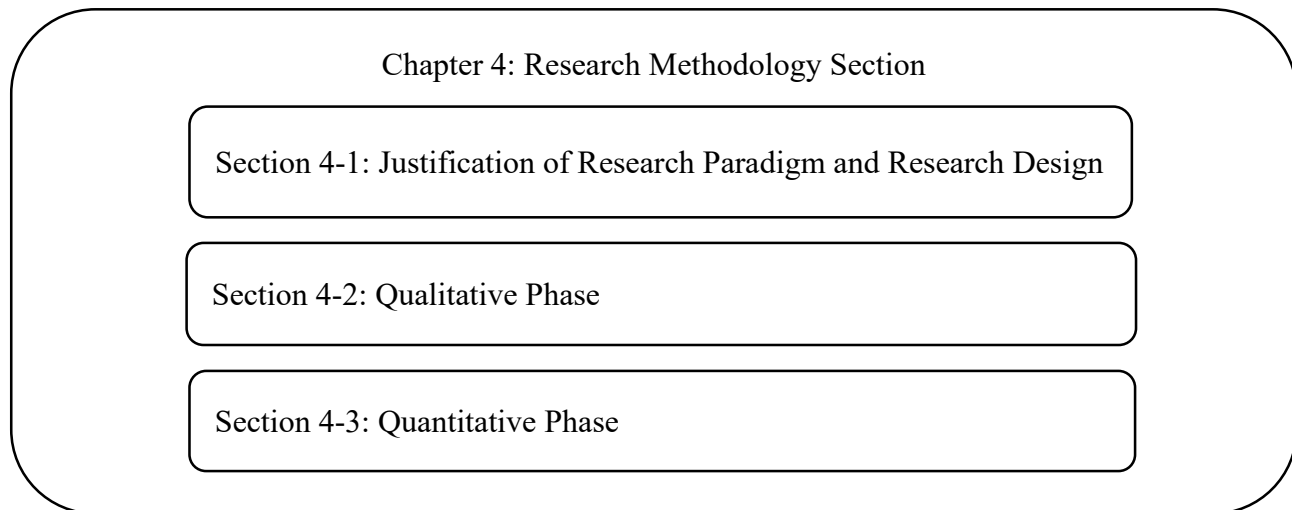 Chapter 4: Research Methodology Section
Section 4-1: Justification of Research Paradigm and Research Design
Section 4-2: Qualitative Phase
Section 4-3: Quantitative Phase